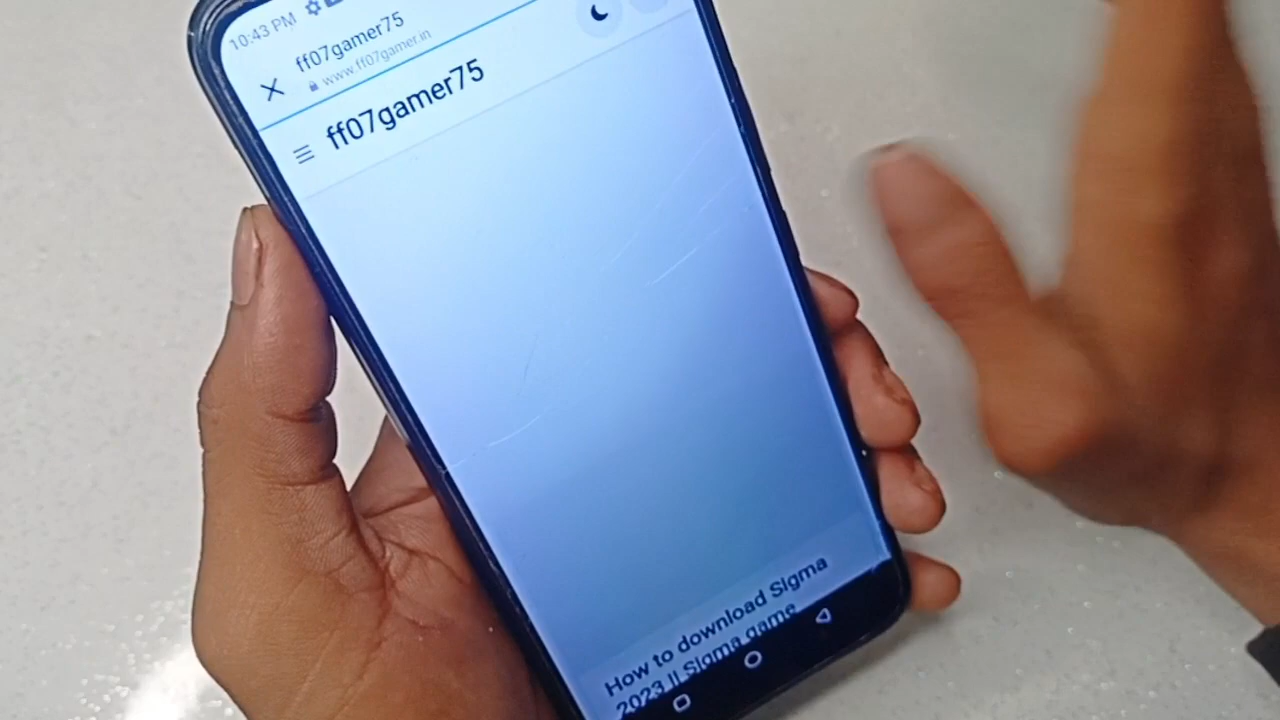 10:43 PM
ff07gamer75
www.ff07gamer.in
ff07gamer75
How to download Sigma
2023 || Sigma game